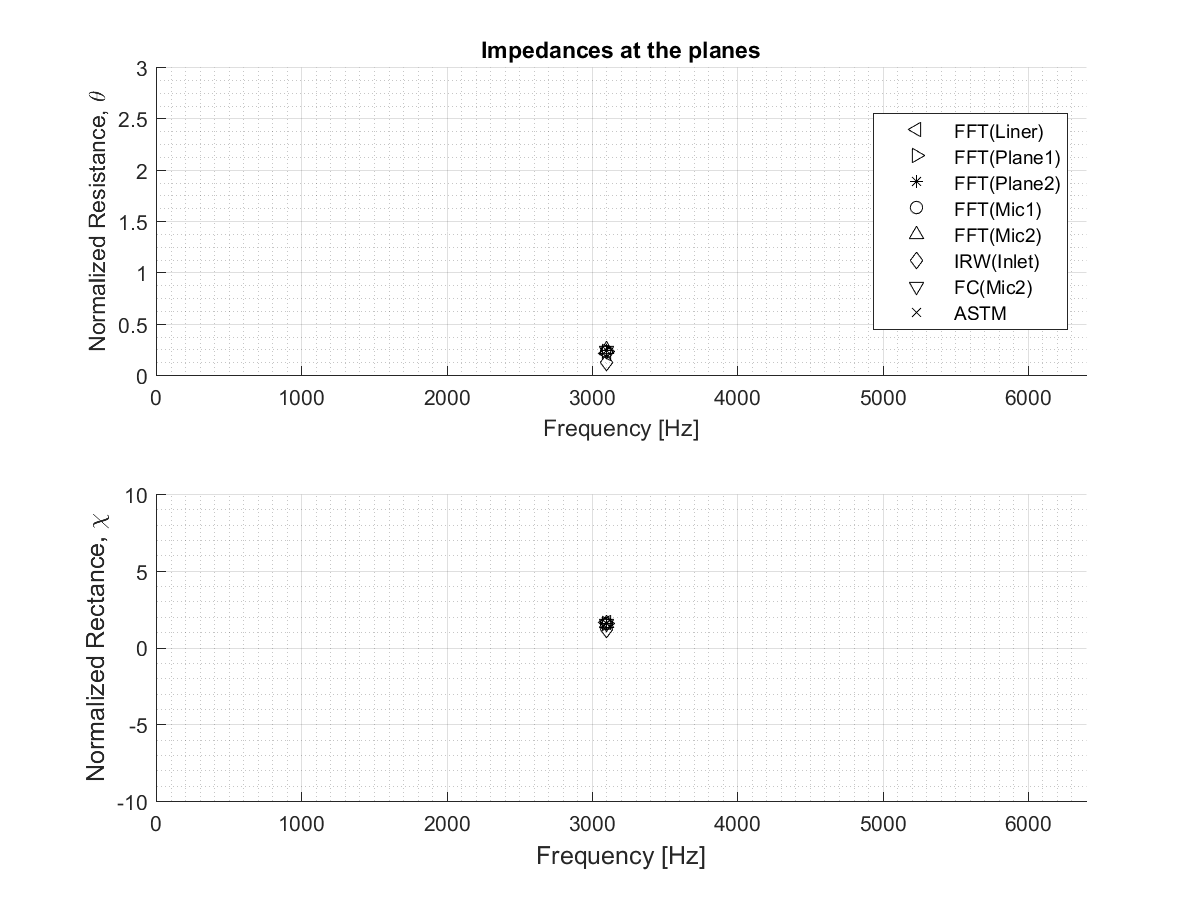 Impedances at the planes
Normalized Resistance, θ
3
2.5
2
1.5
1
0.5
0
0 1000 2000 3000 4000 5000 6000
Frequency [Hz]
FFT(Liner)
FFT(Plane1)
FFT(Plane2)
FFT(Mic1)
FFT(Mic2)
IRW(Inlet)
FC(Mic2)
ASTM
Normalized Rectance, χ
10
5
0
-5
-10
0 1000 2000 3000 4000 5000 6000
Frequency [Hz]